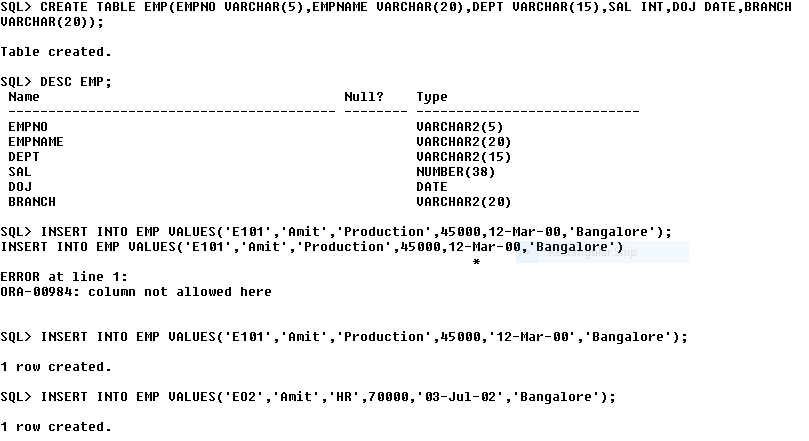 SQL> CREATE TABLE EMP(EMPNO VARCHAR(5),EMPNAME VARCHAR(20),DEPT VARCHAR(15),SAL INT,DOJ DATE,BRANCH
VARCHAR(20));
Table created.
SQL> DESC EMP;
Name Null? Type
----------------------------------------- -------- ----------------------------
EMPNO VARCHAR2(5)
EMPNAME VARCHAR2(20)
DEPT VARCHAR2(15)
SAL NUMBER(38)
DOJ DATE
BRANCH VARCHAR2(20)
SQL> INSERT INTO EMP VALUES('E101','Amit','Production',45000,12-Mar-00,'Bangalore');
INSERT INTO EMP VALUES('E101','Amit','Production',45000,12-Mar-00,'Bangalore')
Rectangular Snip
*
ERROR at line 1:
ORA-00984: column not allowed here
SQL> INSERT INTO EMP VALUES('E101','Amit','Production',45000,'12-Mar-00','Bangalore');
1 row created.
SQL> INSERT INTO EMP VALUES('EO2','Amit','HR',70000,'03-Jul-02','Bangalore');
1 row created.